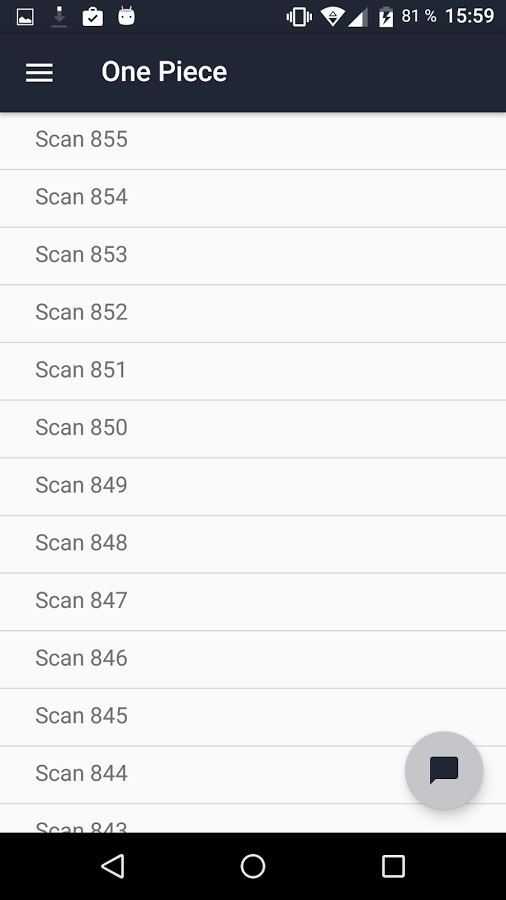 81 % 15:59
One Piece
Scan 855
Scan 854
Scan 853
Scan 852
Scan 851
Scan 850
Scan 849
Scan 848
Scan 847
Scan 846
Scan 845
Scan 844
Scan 843